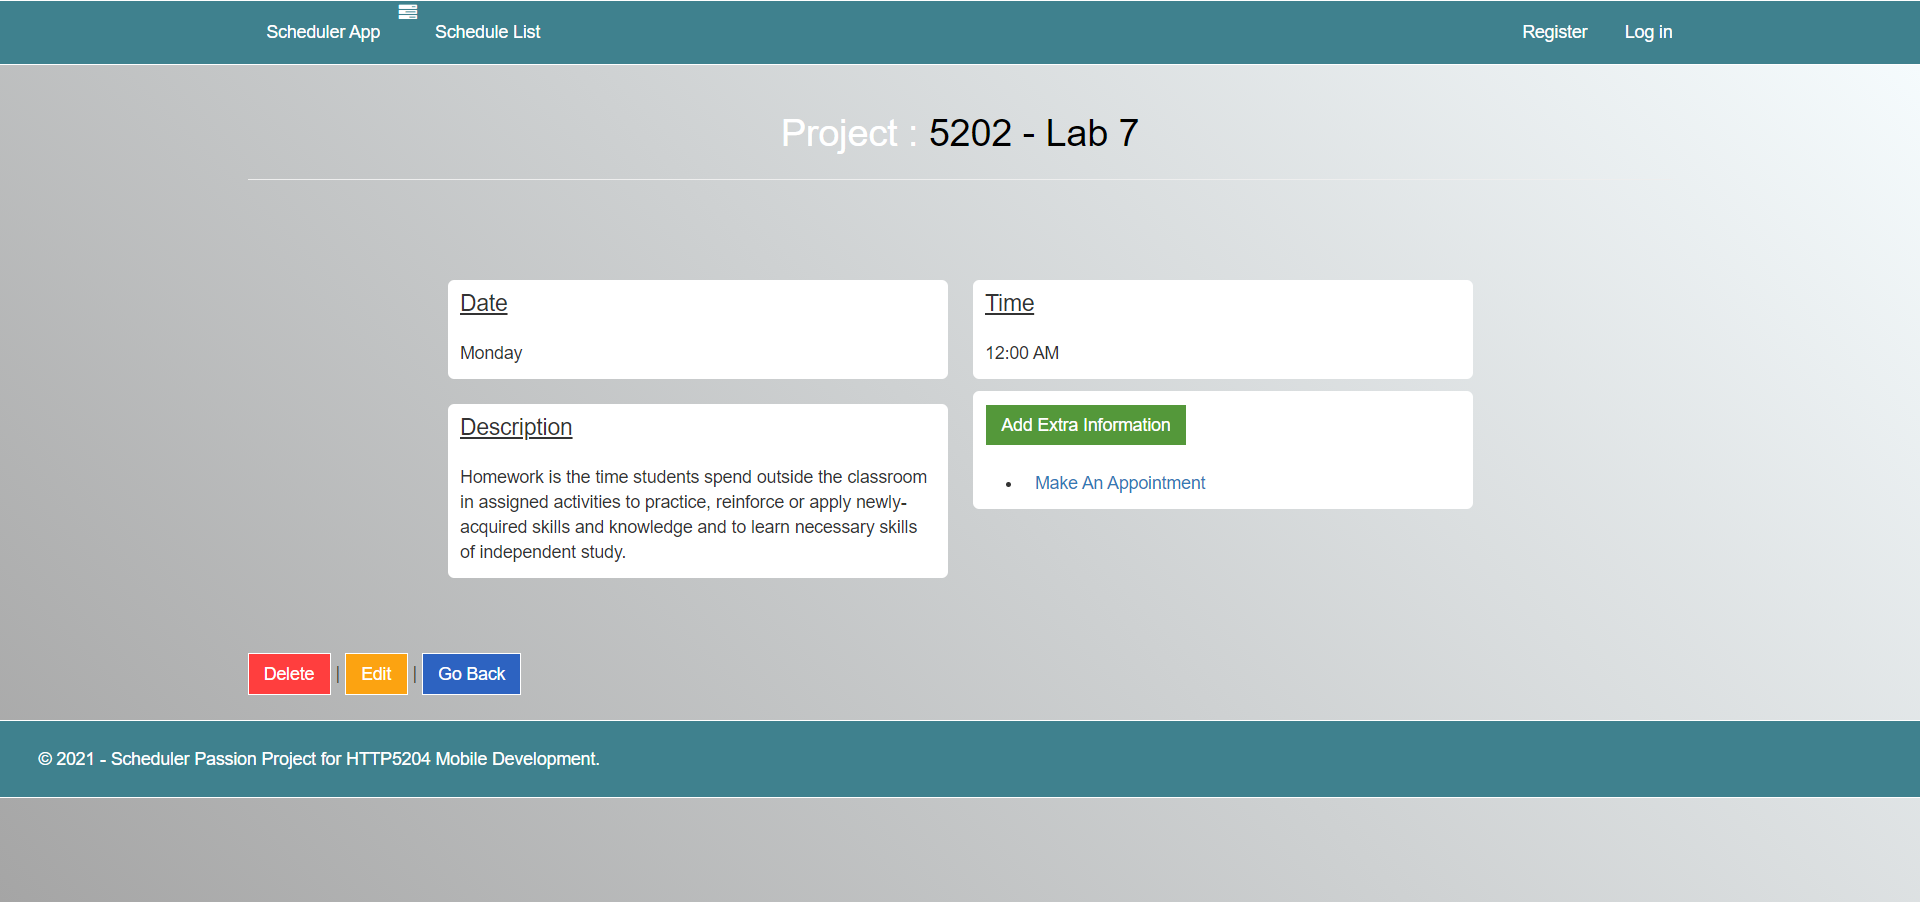 Scheduler App Schedule List Register Log in
Project : 5202 - Lab 7
Date
Monday
Time
12:00 AM
Description
Homework is the time students spend outside the classroom
in assigned activities to practice, reinforce or apply newly-
acquired skills and knowledge and to learn necessary skills
of independent study.
Add Extra Information
• Make An Appointment
Delete | Edit | Go Back
© 2021 - Scheduler Passion Project for HTTP5204 Mobile Development.